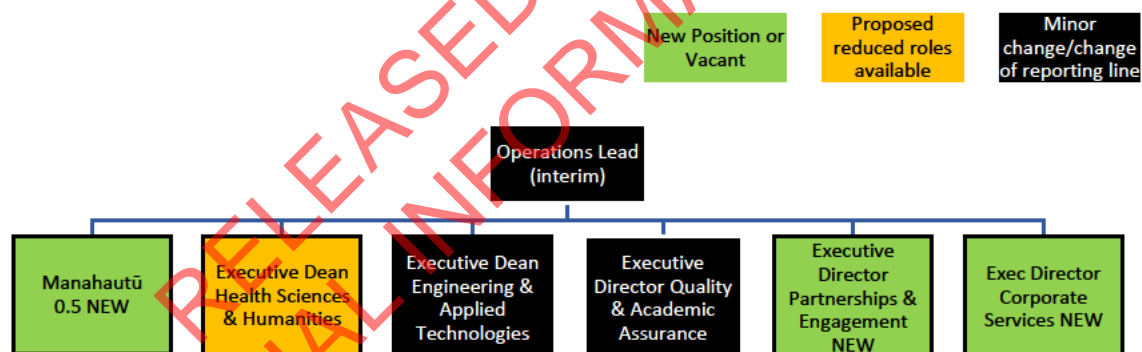 New Position or
Vacant
Proposed
reduced roles
available
Minor
change/change
of reporting line
Operations Lead
(interim)
Manahautū
0.5 NEW
Executive Dean
Health Sciences
& Humanities
Executive Dean
Engineering &
Applied
Technologies
Executive
Director Quality
& Academic
Assurance
Executive
Director
Partnerships &
Engagement
NEW
Exec Director
Corporate
Services NEW
RELEASED